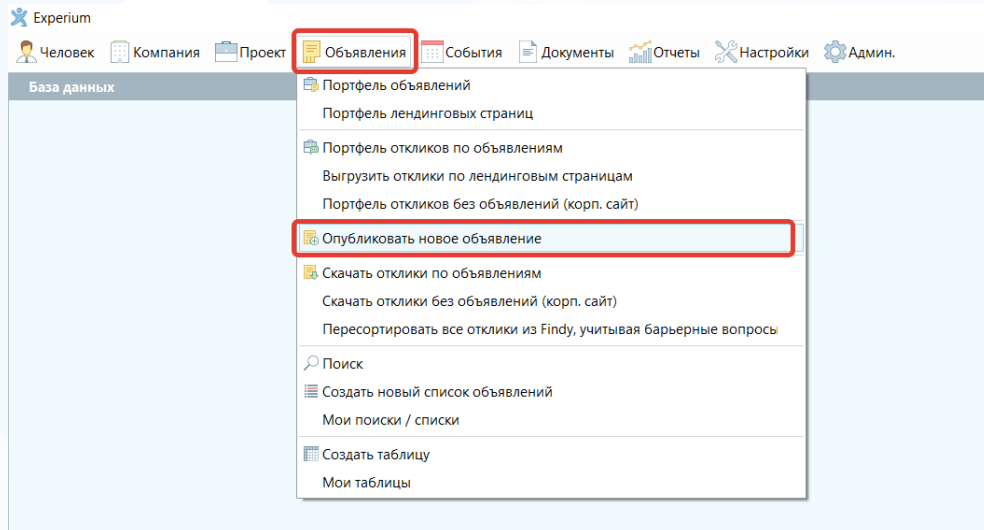 Experium
Человек Компания Проект Объявления События Документы Отчеты Настройки Админ.
База данных
Портфель объявлений
Портфель лендинговых страниц
Портфель откликов по объявлениям
Выгрузить отклики по лендинговым страницам
Портфель откликов без объявлений (корп. сайт)
Опубликовать новое объявление
Скачать отклики по объявлениям
Скачать отклики без объявлений (корп. сайт)
Пересортировать все отклики из Findy, учитывая барьерные вопросы
Поиск
Создать новый список объявлений
Мои поиски / списки
Создать таблицу
Мои таблицы